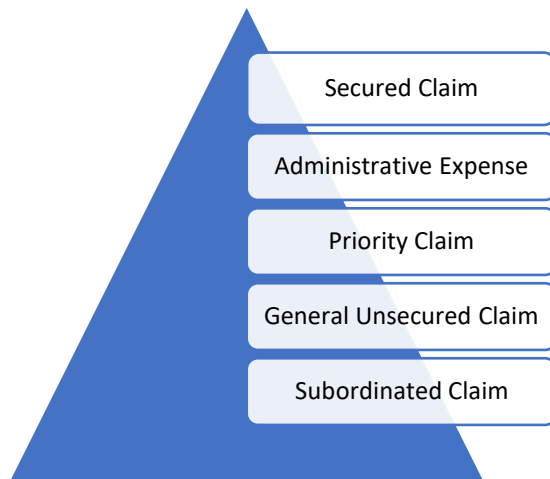 Secured Claim
Administrative Expense
Priority Claim
General Unsecured Claim
Subordinated Claim